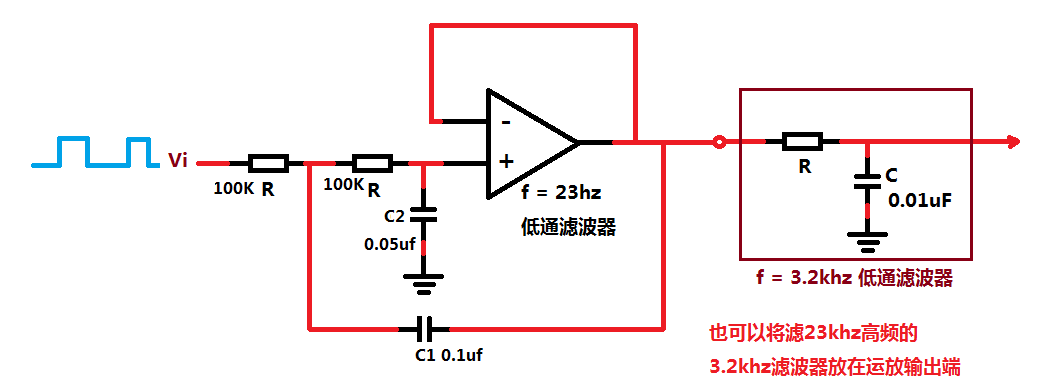 Vi
100K R
100K R
C2
0.05uf
-
+
f = 23hz
低通滤波器
C1 0.1uf
R
C
0.01uF
f = 3.2khz 低通滤波器
也可以将滤23khz高频的
3.2khz滤波器放在运放输出端